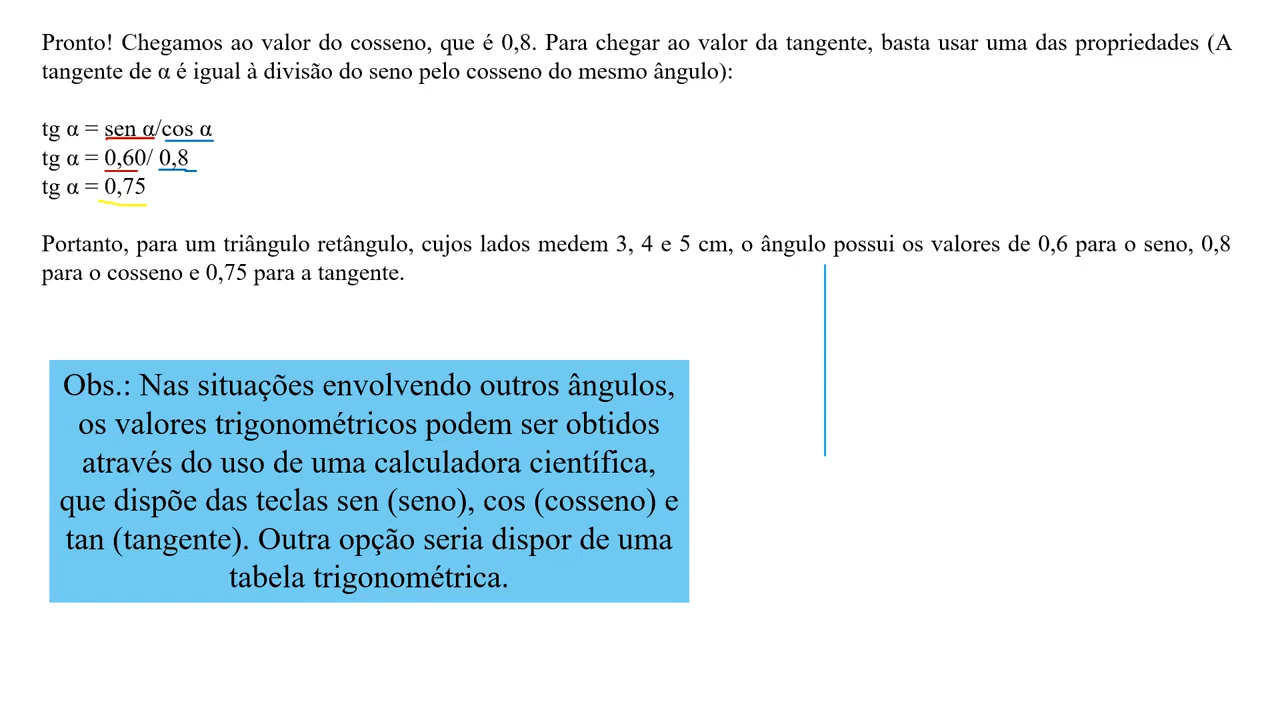 Pronto! Chegamos ao valor do cosseno, que é 0,8. Para chegar ao valor da tangente, basta usar uma das propriedades (A
tangente de α é igual à divisão do seno pelo cosseno do mesmo ângulo):
tg α = sen α/cos α
tg α = 0,60/ 0,8
tg α = 0,75
Portanto, para um triângulo retângulo, cujos lados medem 3, 4 e 5 cm, o ângulo possui os valores de 0,6 para o seno, 0,8
para o cosseno e 0,75 para a tangente.
Obs.: Nas situações envolvendo outros ângulos,
os valores trigonométricos podem ser obtidos
através do uso de uma calculadora científica,
que dispõe das teclas sen (seno), cos (cosseno) e
tan (tangente). Outra opção seria dispor de uma
tabela trigonométrica.